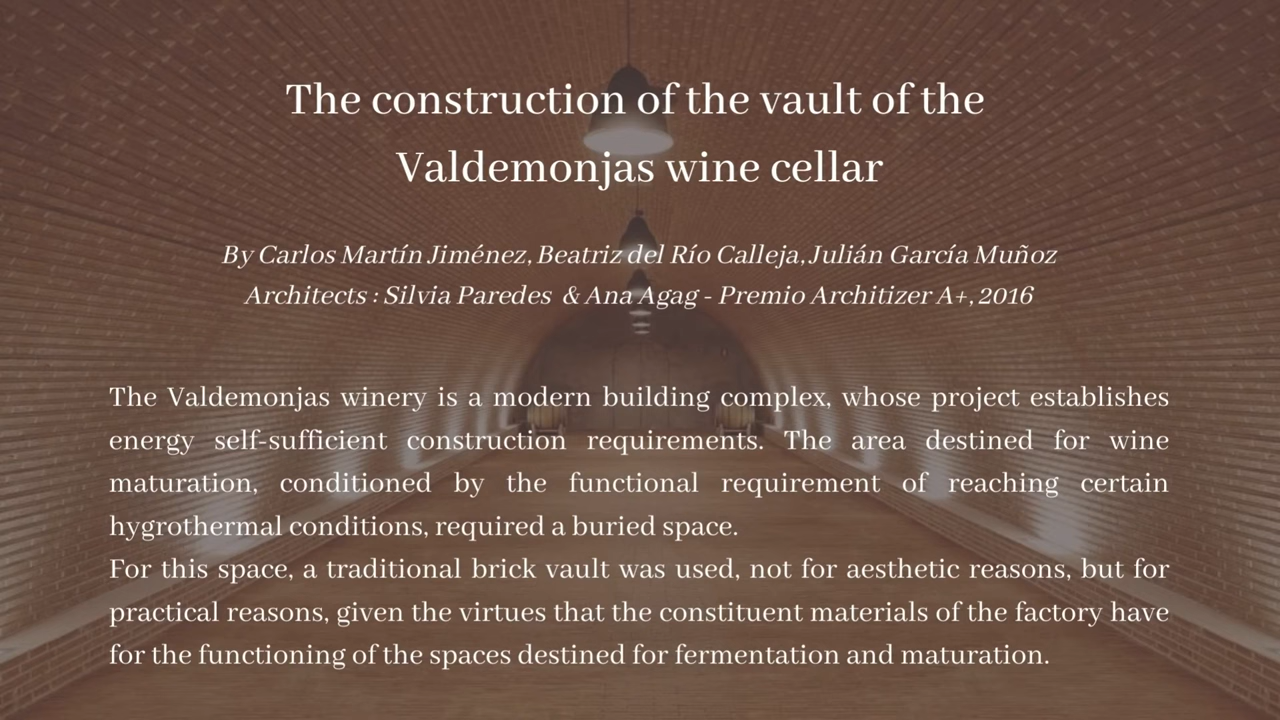 The construction of the vault of the
Valdemonjas wine cellar
By Carlos Martín Jiménez, Beatriz del Río Calleja, Julián García Muñoz
Architects : Silvia Paredes & Ana Agag - Premio Architizer A+, 2016
The Valdemonjas winery is a modern building complex, whose project establishes
energy self-sufficient construction requirements. The area destined for wine
maturation, conditioned by the functional requirement of reaching certain
hygrothermal conditions, required a buried space.
For this space, a traditional brick vault was used, not for aesthetic reasons, but for
practical reasons, given the virtues that the constituent materials of the factory have
for the functioning of the spaces destined for fermentation and maturation.